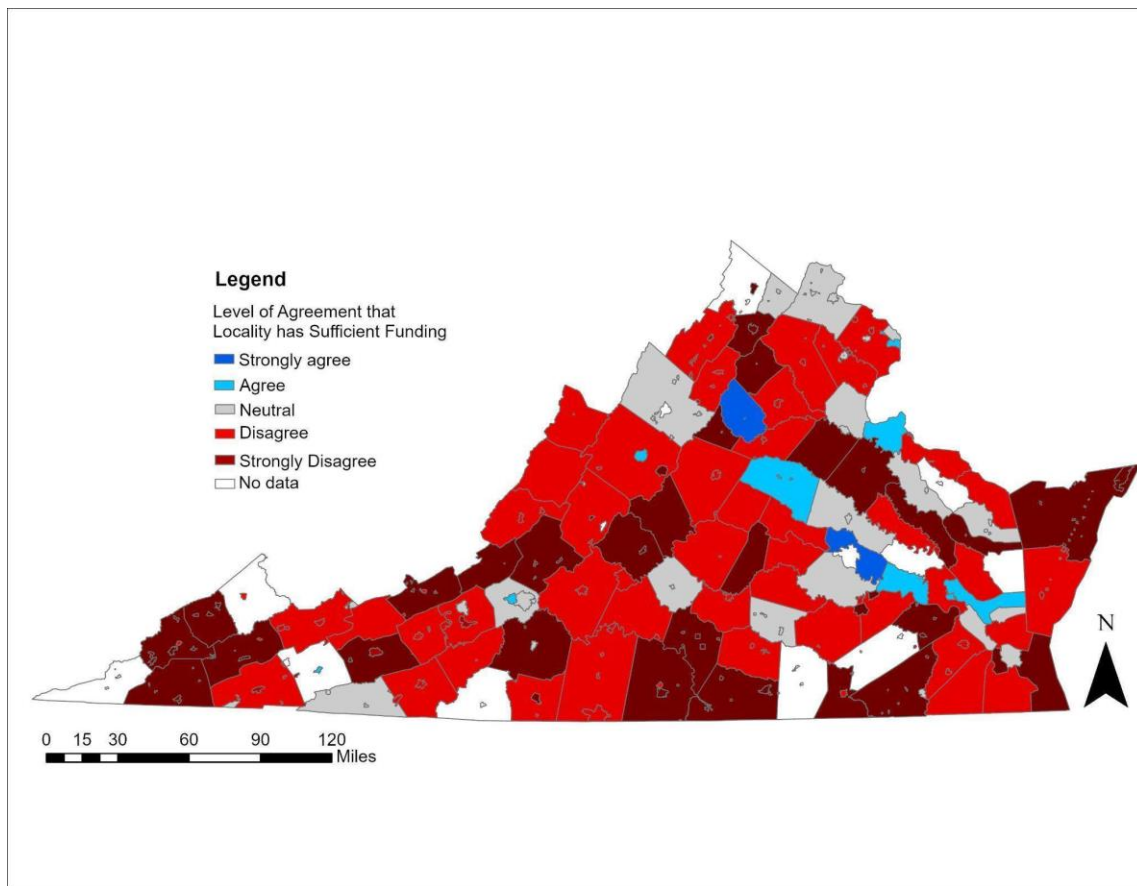 Legend
Level of Agreement that
Locality has Sufficient Funding
Strongly agree
Agree
Neutral
Disagree
Strongly Disagree
No data
N
0 15 30 60 90 120
Miles